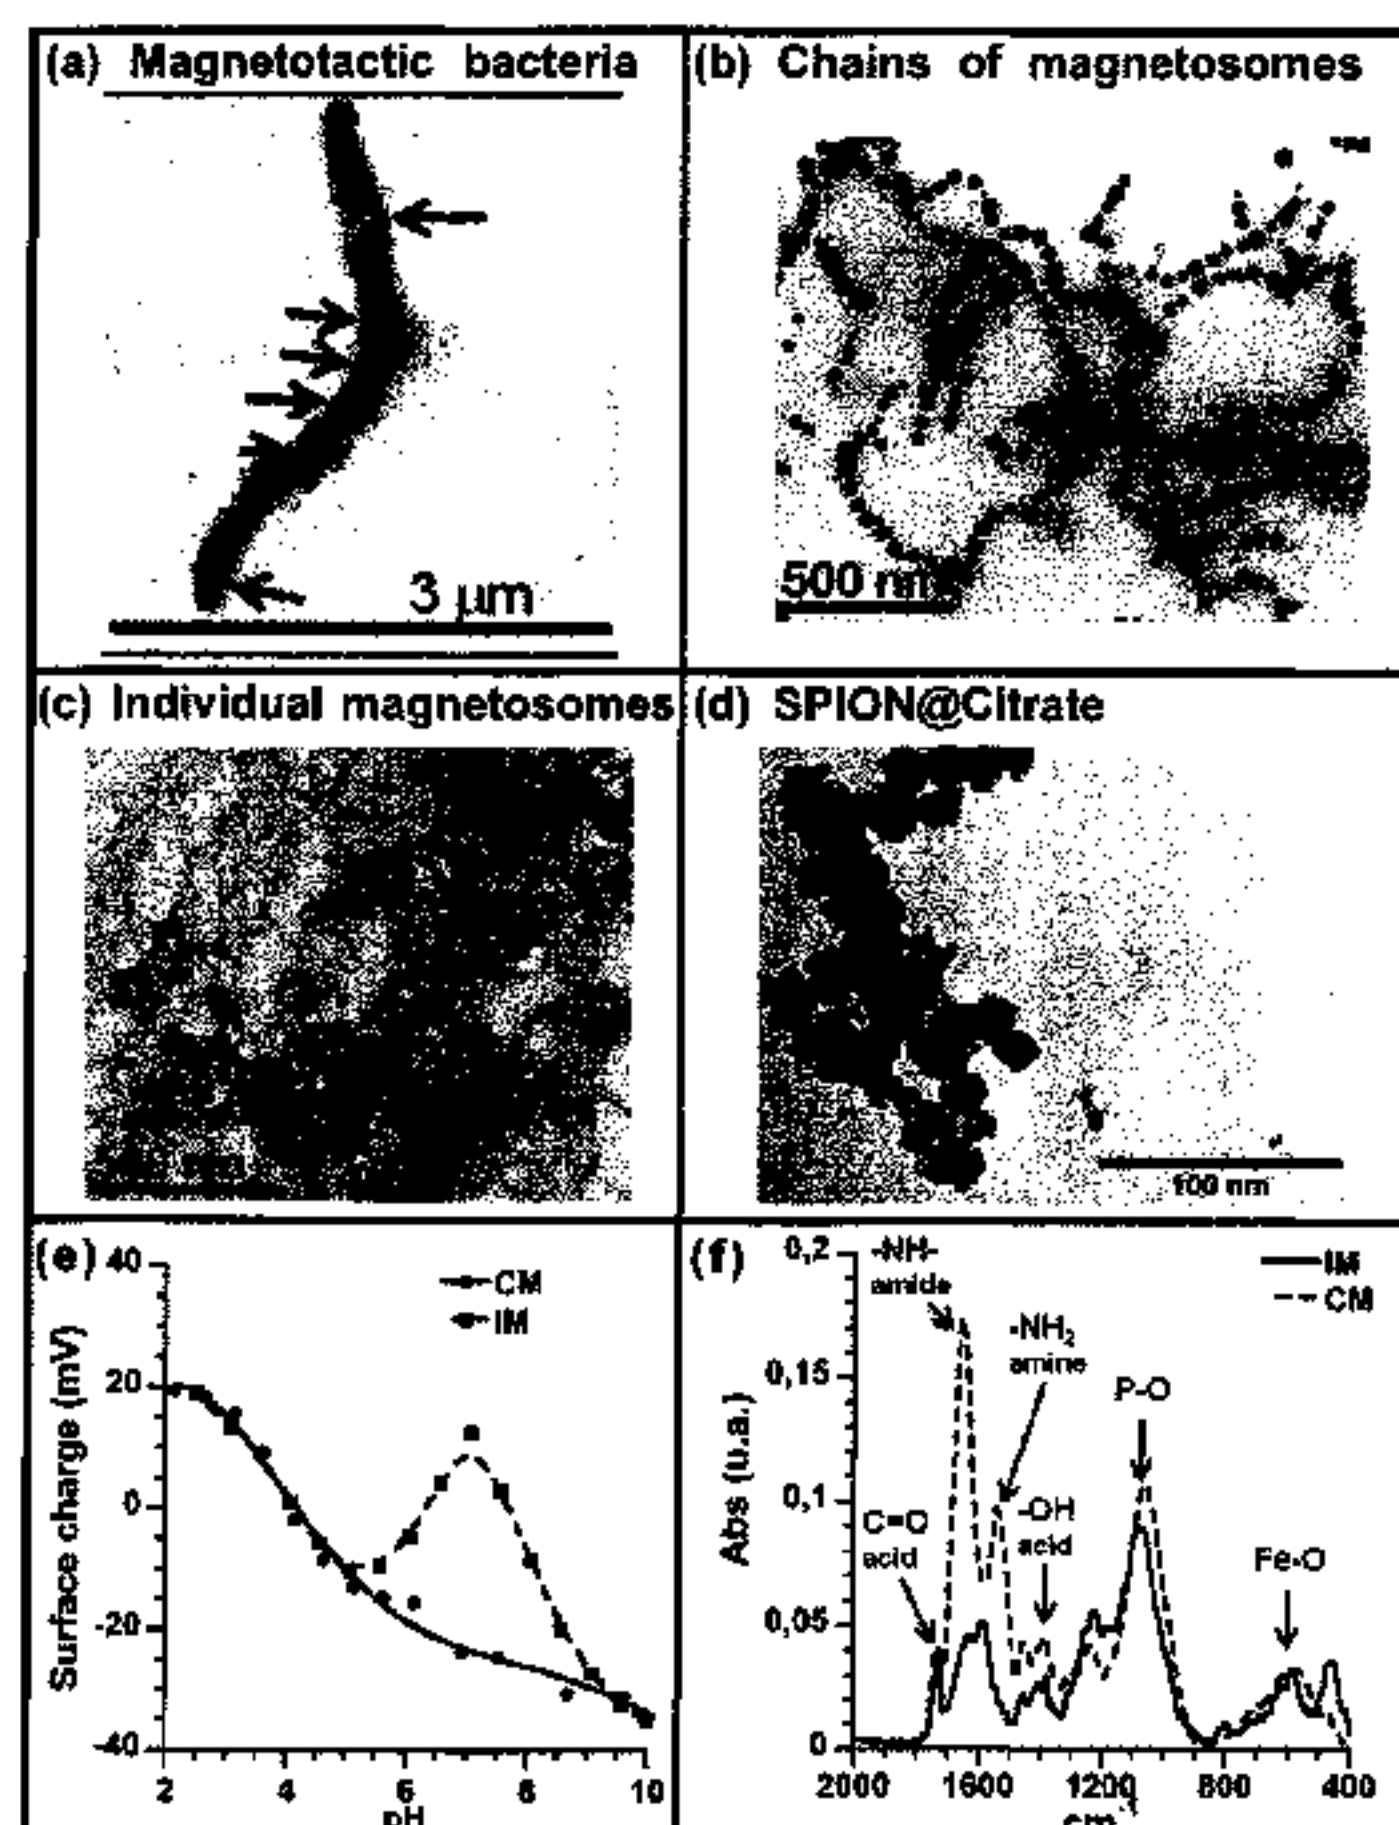 (a) Magnetotactic bacteria
3 µm
(b) Chains of magnetosomes
500 nm
(c) Individual magnetosomes
(d) SPION@Citrate
100 nm
(e)
CM
IM
Surface charge (mV)
40
20
0
-20
-40
2 4 6 8 10
pH
(f)
IM
CM
-NH-
amide
-NH₂
amine
P-O
C=O
acid
-OH
acid
Fe-O
Abs (u.a.)
0,2
0,15
0,1
0,05
0
2000 1600 1200 800 400
cm⁻¹